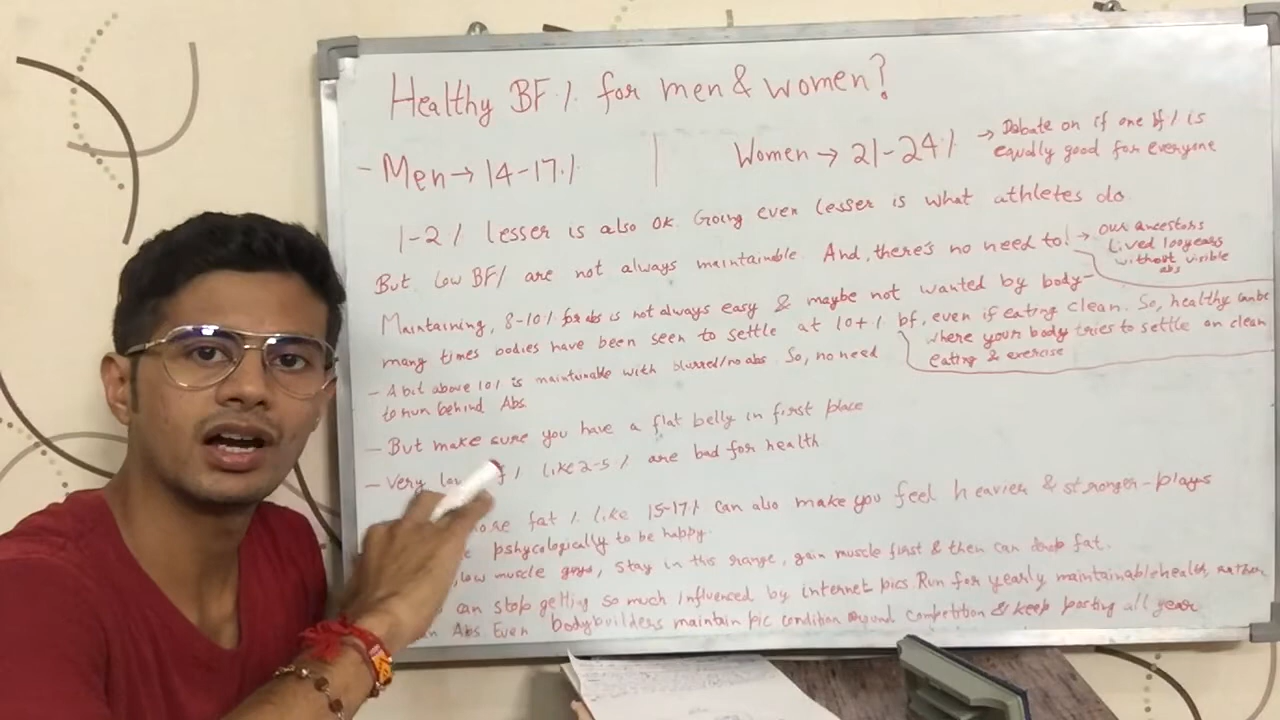 Healthy BF % for men & women?
- Men → 14-17% | Women → 21-24%
→ Debate on if one bf % is
equally good for everyone
1-2% lesser is also OK. Going even lesser is what athletes do
But low BF% are not always maintainable. And, there's no need to!
→ our ancestors
lived 100 years
without visible
abs
Maintaining, 8-10% for abs is not always easy & maybe not wanted by body-
many times bodies have been seen to settle at 10+% bf, even if eating clean. So, healthy can be
where your body tries to settle on clean
eating & exercise
- A bit above 10% is maintainable with blurred/no abs. So, no need
to run behind Abs.
- But make sure you have a flat belly in first place
- Very low f% like 2-5% are bad for health
fat % like 15-17% can also make you feel heavier & stronger - plays
pshycologically to be happy.
low muscle guys, stay in this range, gain muscle first & then can fat.
can stop getting so much influenced by internet pics. Run for yearly maintainable health, rather
Abs. Even bodybuilders maintain pic condition around competition & keep posting all year